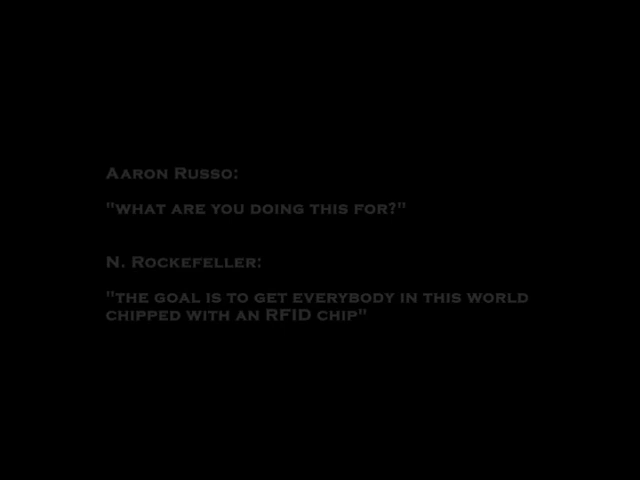 Aaron Russo:
"what are you doing this for?"
N. Rockefeller:
"the goal is to get everybody in this world
chipped with an RFID chip"